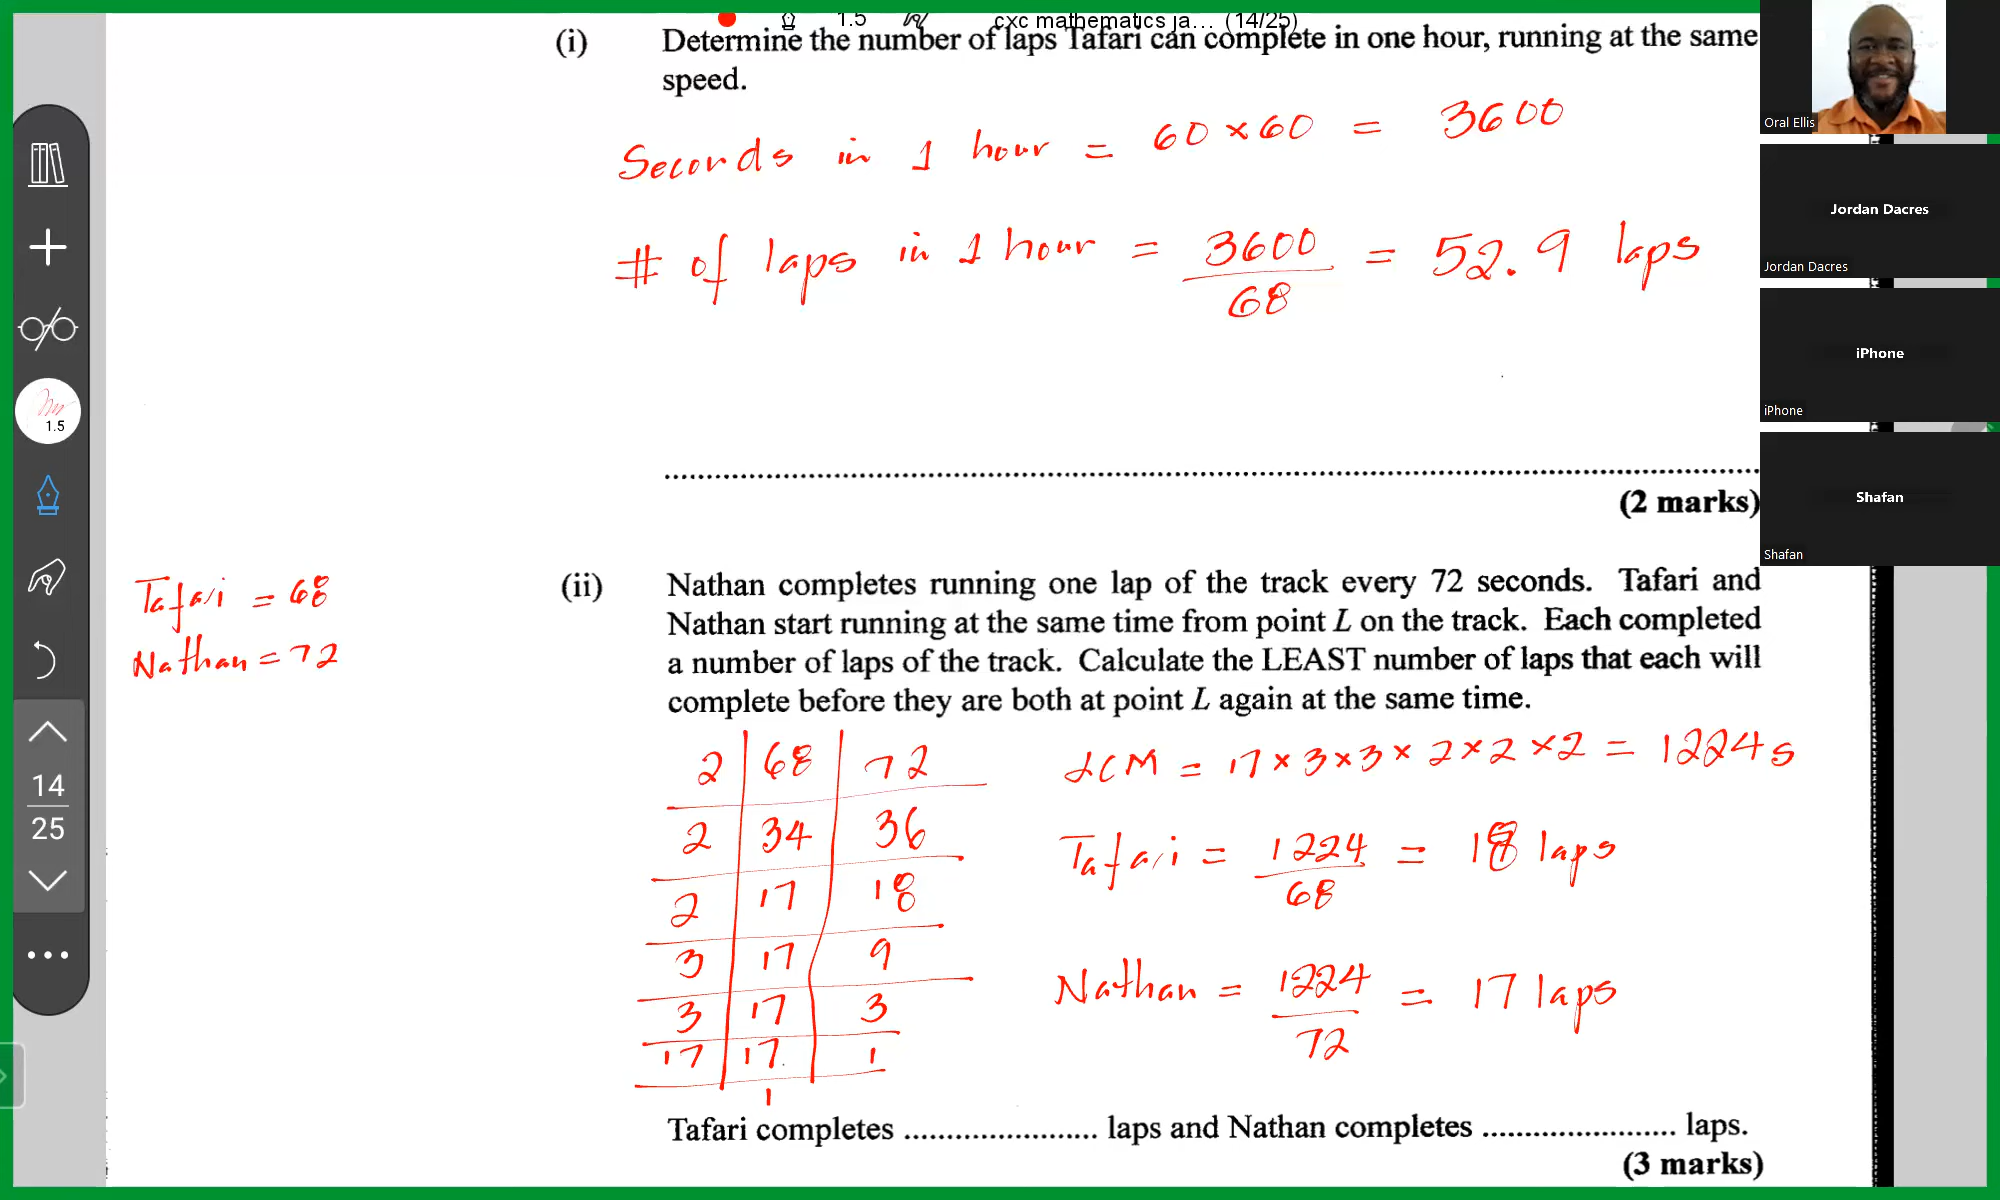 1.5 cxc mathematics ja... (14/25)
(i) Determine the number of laps Tafari can complete in one hour, running at the same
speed.
Seconds in 1 hour = 60 × 60 = 3600
# of laps in 1 hour = 3600/68 = 52.9 laps
(2 marks)
Tafari = 68
Nathan = 72
(ii) Nathan completes running one lap of the track every 72 seconds. Tafari and
Nathan start running at the same time from point L on the track. Each completed
a number of laps of the track. Calculate the LEAST number of laps that each will
complete before they are both at point L again at the same time.
2 | 68 | 72
2 | 34 | 36
2 | 17 | 18
3 | 17 | 9
3 | 17 | 3
17 | 17 | 1
1
LCM = 17 × 3 × 3 × 2 × 2 × 2 = 1224s
Tafari = 1224/68 = 18 laps
Nathan = 1224/72 = 17 laps
Tafari completes ....................... laps and Nathan completes ....................... laps.
(3 marks)
Oral Ellis
Jordan Dacres
Jordan Dacres
iPhone
iPhone
Shafan
Shafan
1.5
14
25